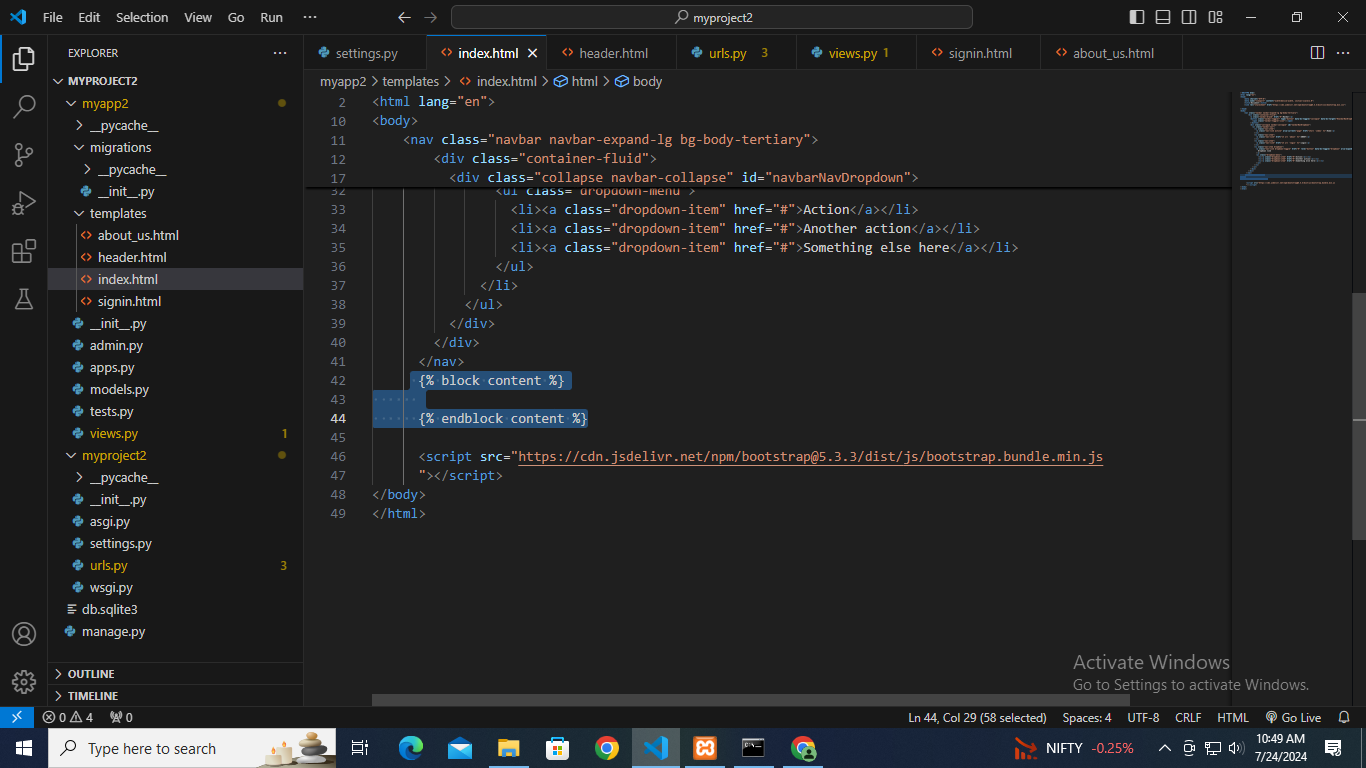 File Edit Selection View Go Run ··· myproject2
EXPLORER ···
MYPROJECT2
myapp2
__pycache__
migrations
__pycache__
__init__.py
templates
about_us.html
header.html
index.html
signin.html
__init__.py
admin.py
apps.py
models.py
tests.py
views.py 1
myproject2
__pycache__
__init__.py
asgi.py
settings.py
urls.py 3
wsgi.py
db.sqlite3
manage.py
OUTLINE
TIMELINE
settings.py index.html header.html urls.py 3 views.py 1 signin.html about_us.html ···
myapp2 > templates > index.html > html > body
2 <html lang="en">
10 <body>
11 <nav class="navbar navbar-expand-lg bg-body-tertiary">
12 <div class="container-fluid">
17 <div class="collapse navbar-collapse" id="navbarNavDropdown">
32 <ul class="dropdown-menu">
33 <li><a class="dropdown-item" href="#">Action</a></li>
34 <li><a class="dropdown-item" href="#">Another action</a></li>
35 <li><a class="dropdown-item" href="#">Something else here</a></li>
36 </ul>
37 </li>
38 </ul>
39 </div>
40 </div>
41 </nav>
42 {% block content %}
43
44 {% endblock content %}
45
46 <script src="https://cdn.jsdelivr.net/npm/bootstrap@5.3.3/dist/js/bootstrap.bundle.min.js
47 "></script>
48 </body>
49 </html>
Activate Windows
Go to Settings to activate Windows.
0 4 0 Ln 44, Col 29 (58 selected) Spaces: 4 UTF-8 CRLF HTML Go Live
Type here to search NIFTY -0.25% 10:49 AM
7/24/2024